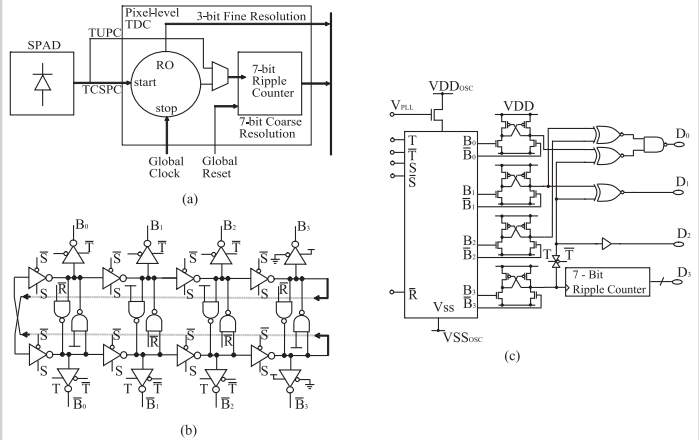 Pixel-level
TDC
3-bit Fine Resolution
TUPC
SPAD
RO
start
TCSPC
stop
7-bit
Ripple
Counter
7-bit Coarse
Resolution
Global
Clock
Global
Reset
(a)
B₀ B₁ B₂ B₃
S̅ T̅ S̅ T̅ S̅ T̅ S̅
S R̅ S S R̅ S
S̅ S̅ S̅ S̅
S S R̅ S S R̅
T T̅ T T̅ T T̅
B̅₀ B̅₁ B̅₂ B̅₃
(b)
VDDOSC
VPLL
VDD
T
T̅
S
S̅
R̅
B₀
B̅₀
B₁
B̅₁
B₂
B̅₂
B₃
B̅₃
VSS
VSSOSC
D₀
D₁
D₂
T T̅
7 - Bit
Ripple Counter
D₃
(c)